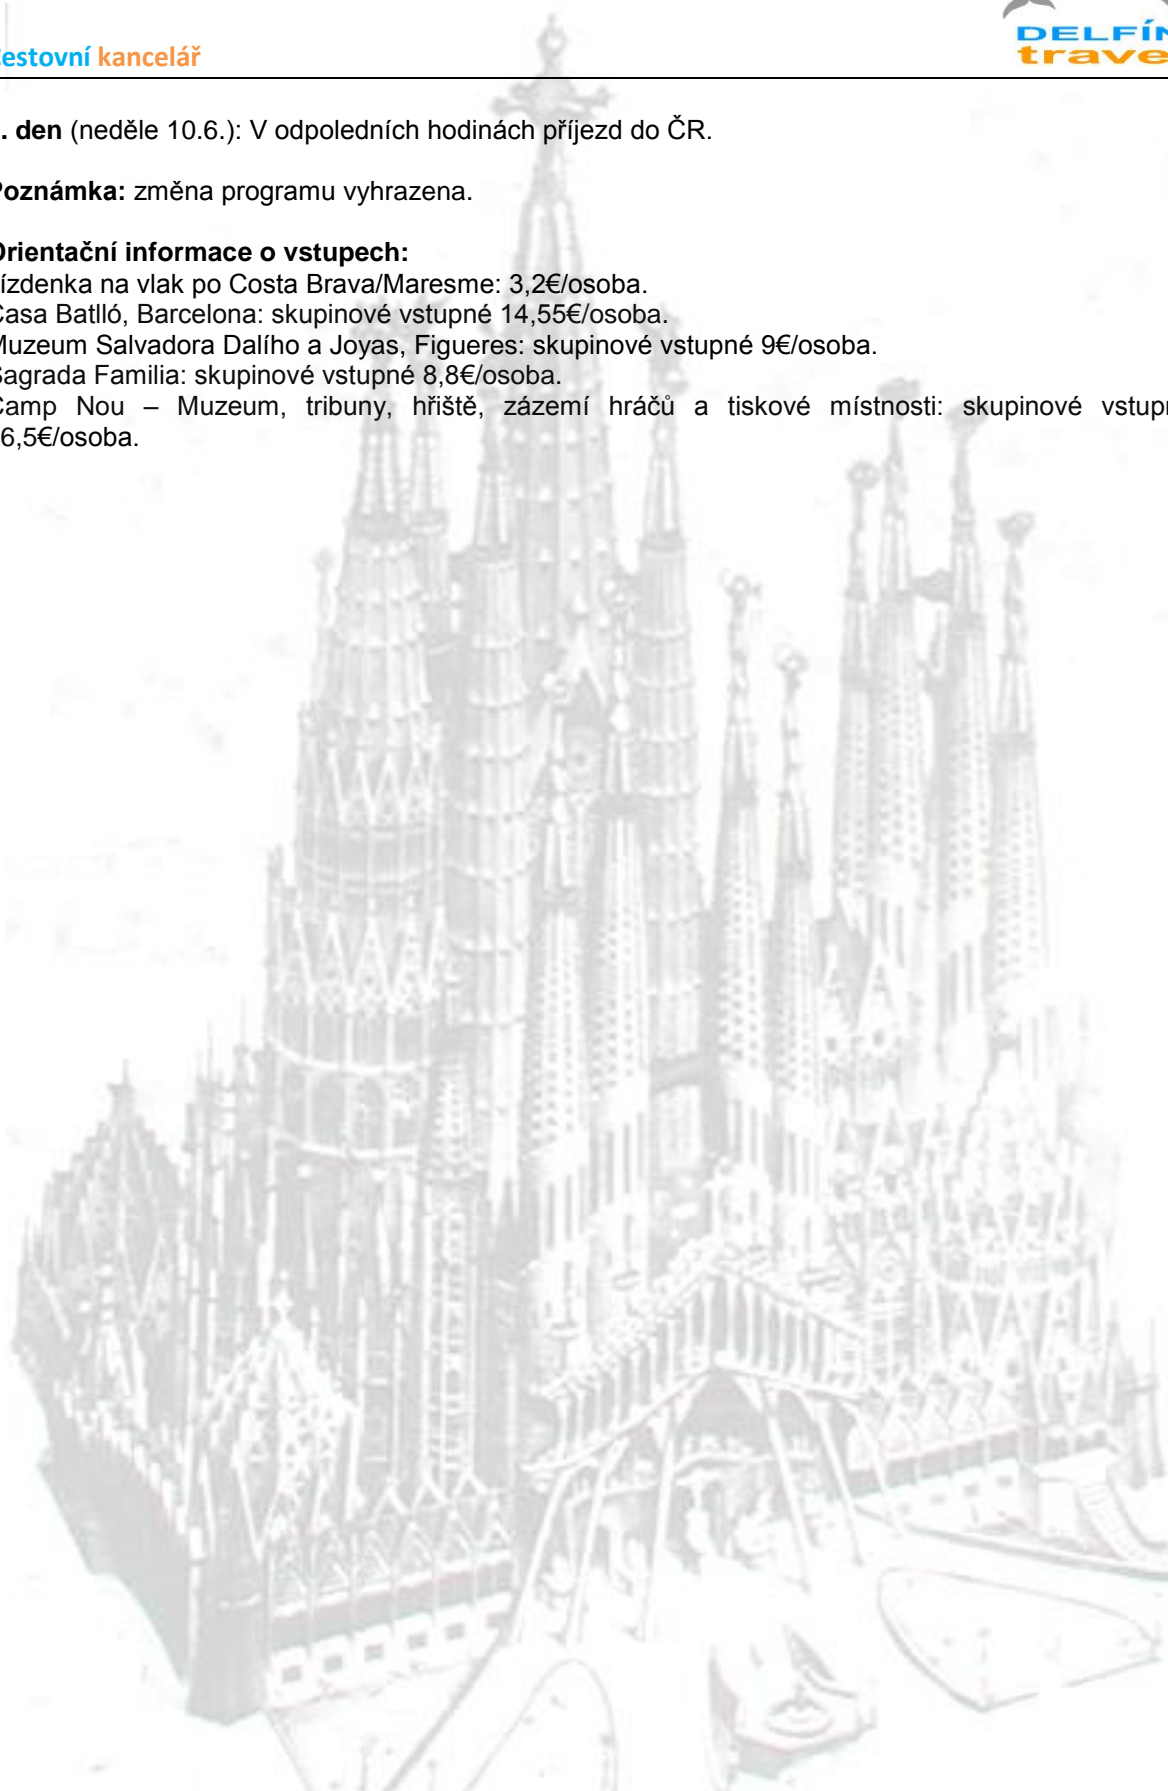 estovní kancelář
DELFÍN
trave
. den (neděle 10.6.): V odpoledních hodinách příjezd do ČR.
oznámka: změna programu vyhrazena.
Orientační informace o vstupech:
ízdenka na vlak po Costa Brava/Maresme: 3,2€/osoba.
Casa Batlló, Barcelona: skupinové vstupné 14,55€/osoba.
Muzeum Salvadora Dalího a Joyas, Figueres: skupinové vstupné 9€/osoba.
Sagrada Familia: skupinové vstupné 8,8€/osoba.
Camp Nou – Muzeum, tribuny, hřiště, zázemí hráčů a tiskové místnosti: skupinové vstup
6,5€/osoba.